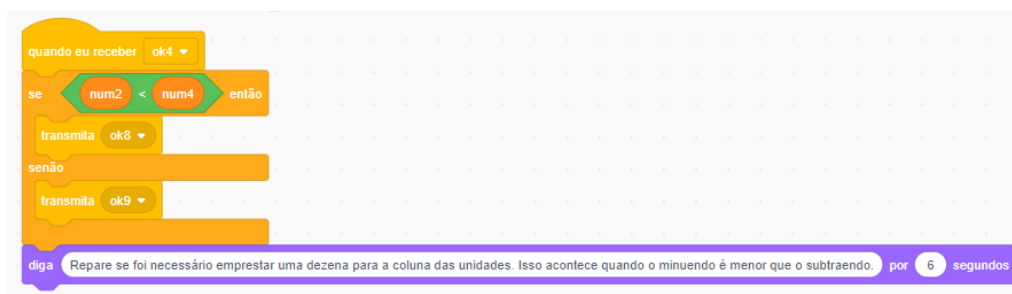 quando eu receber ok4
se num2 < num4 então
transmita ok8
senão
transmita ok9
diga Repare se foi necessário emprestar uma dezena para a coluna das unidades. Isso acontece quando o minuendo é menor que o subtraendo. por 6 segundos